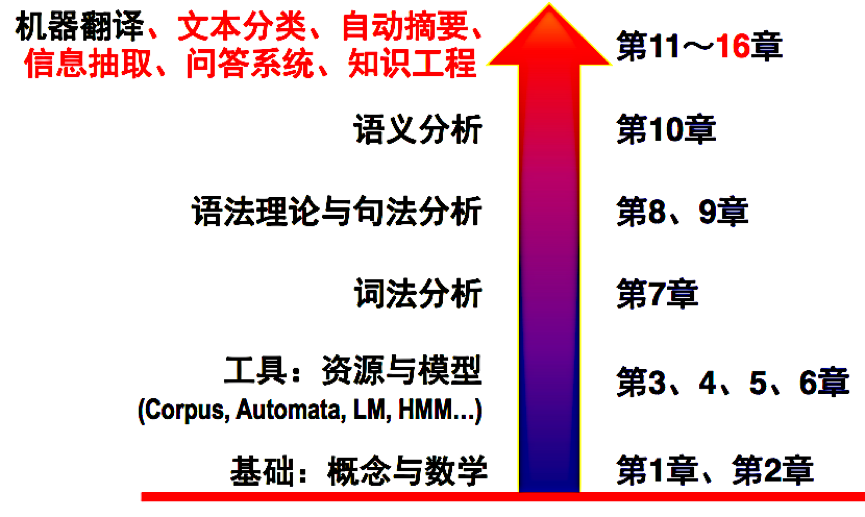 机器翻译、文本分类、自动摘要、
信息抽取、问答系统、知识工程
第11～16章
语义分析
第10章
语法理论与句法分析
第8、9章
词法分析
第7章
工具：资源与模型
(Corpus, Automata, LM, HMM…)
第3、4、5、6章
基础：概念与数学
第1章、第2章